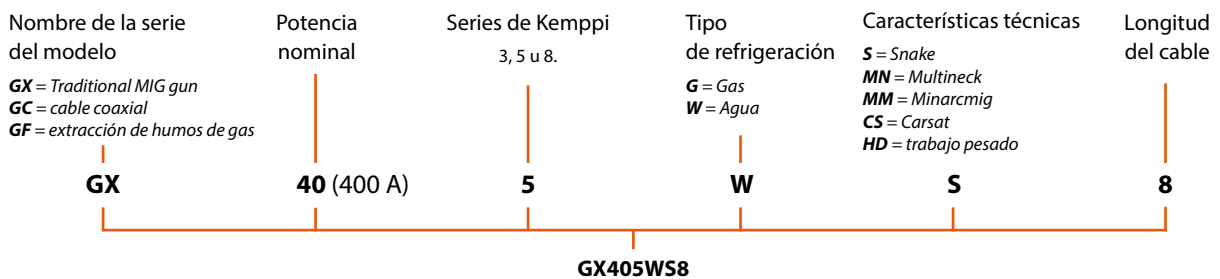 Nombre de la serie
del modelo
GX = Traditional MIG gun
GC = cable coaxial
GF = extracción de humos de gas
GX
Potencia
nominal
40 (400 A)
Series de Kemppi
3, 5 u 8.
5
Tipo
de refrigeración
G = Gas
W = Agua
W
Características técnicas
S = Snake
MN = Multineck
MM = Minarcmig
CS = Carsat
HD = trabajo pesado
S
Longitud
del cable
8
GX405WS8